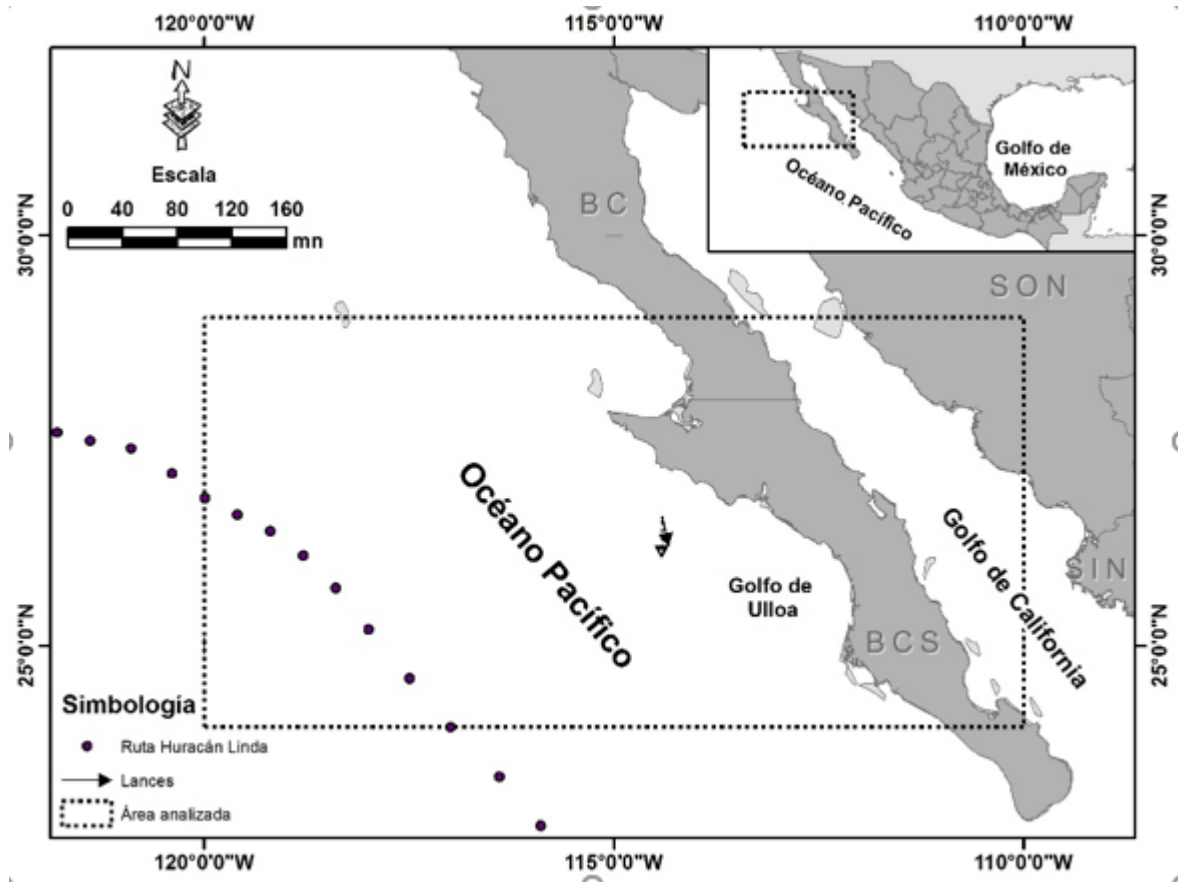 120°0'0"W 115°0'0"W 110°0'0"W
N
Escala
0 40 80 120 160
mn
30°0'0"N
30°0'0"N
BC
Golfo de
México
Océano Pacífico
SON
Océano Pacífico
Golfo de
Ulloa
Golfo de California
SIN
BCS
25°0'0"N
25°0'0"N
Simbología
Ruta Huracán Linda
Lances
Área analizada
120°0'0"W 115°0'0"W 110°0'0"W